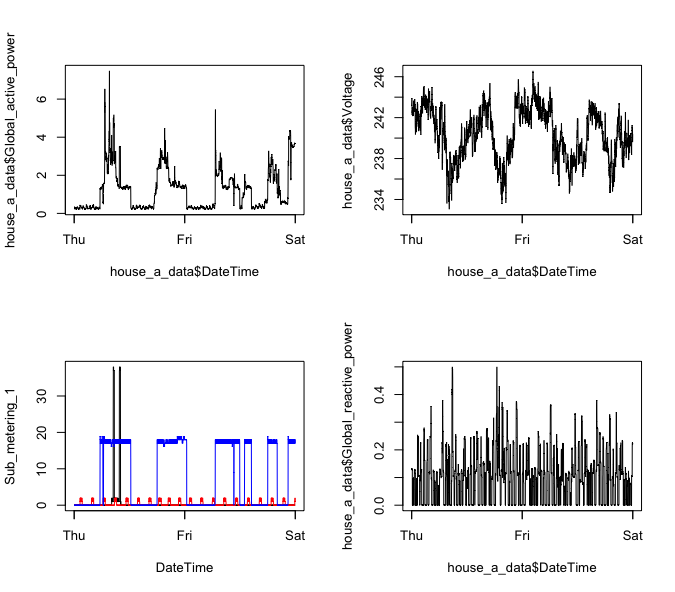 house_a_data$Global_active_power
6
4
2
0
Thu Fri Sat
house_a_data$DateTime
house_a_data$Voltage
246
242
238
234
Thu Fri Sat
house_a_data$DateTime
Sub_metering_1
30
20
10
0
Thu Fri Sat
DateTime
house_a_data$Global_reactive_power
0.4
0.2
0.0
Thu Fri Sat
house_a_data$DateTime